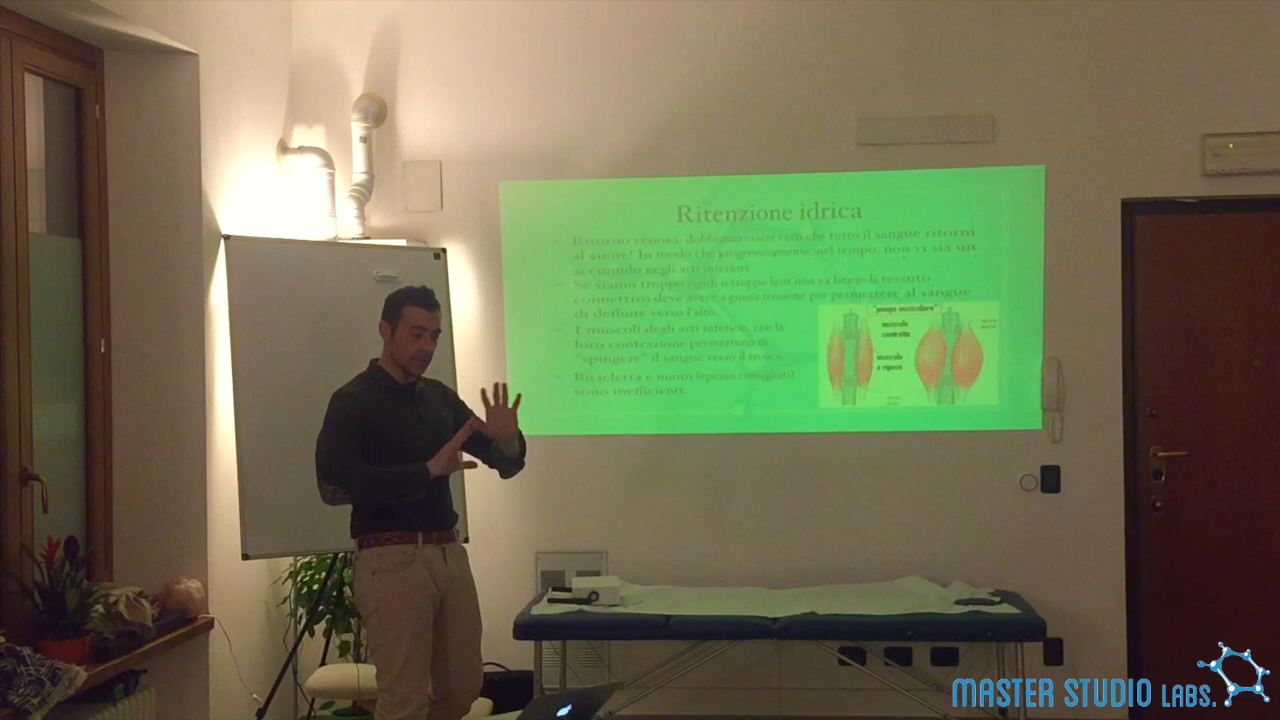 Ritenzione idrica
– Ritorno venoso: dobbiamo essere certi che tutto il sangue ritorni
al cuore! In modo che progressivamente, nel tempo, non vi sia un
accumulo negli arti inferiori.
– Se siamo troppo rigidi o troppo lassi non va bene: il tessuto
connettivo deve avere la giusta tensione per permettere al sangue
di defluire verso l'alto.
– I muscoli degli arti inferiori, con la
loro contrazione permettono di
"spingere" il sangue verso il tronco.
– Bicicletta e nuoto (spesso consigliati)
sono inefficienti.
"pompa muscolare"
muscolo
contratto
muscolo
a riposo
MASTER STUDIO LABS.